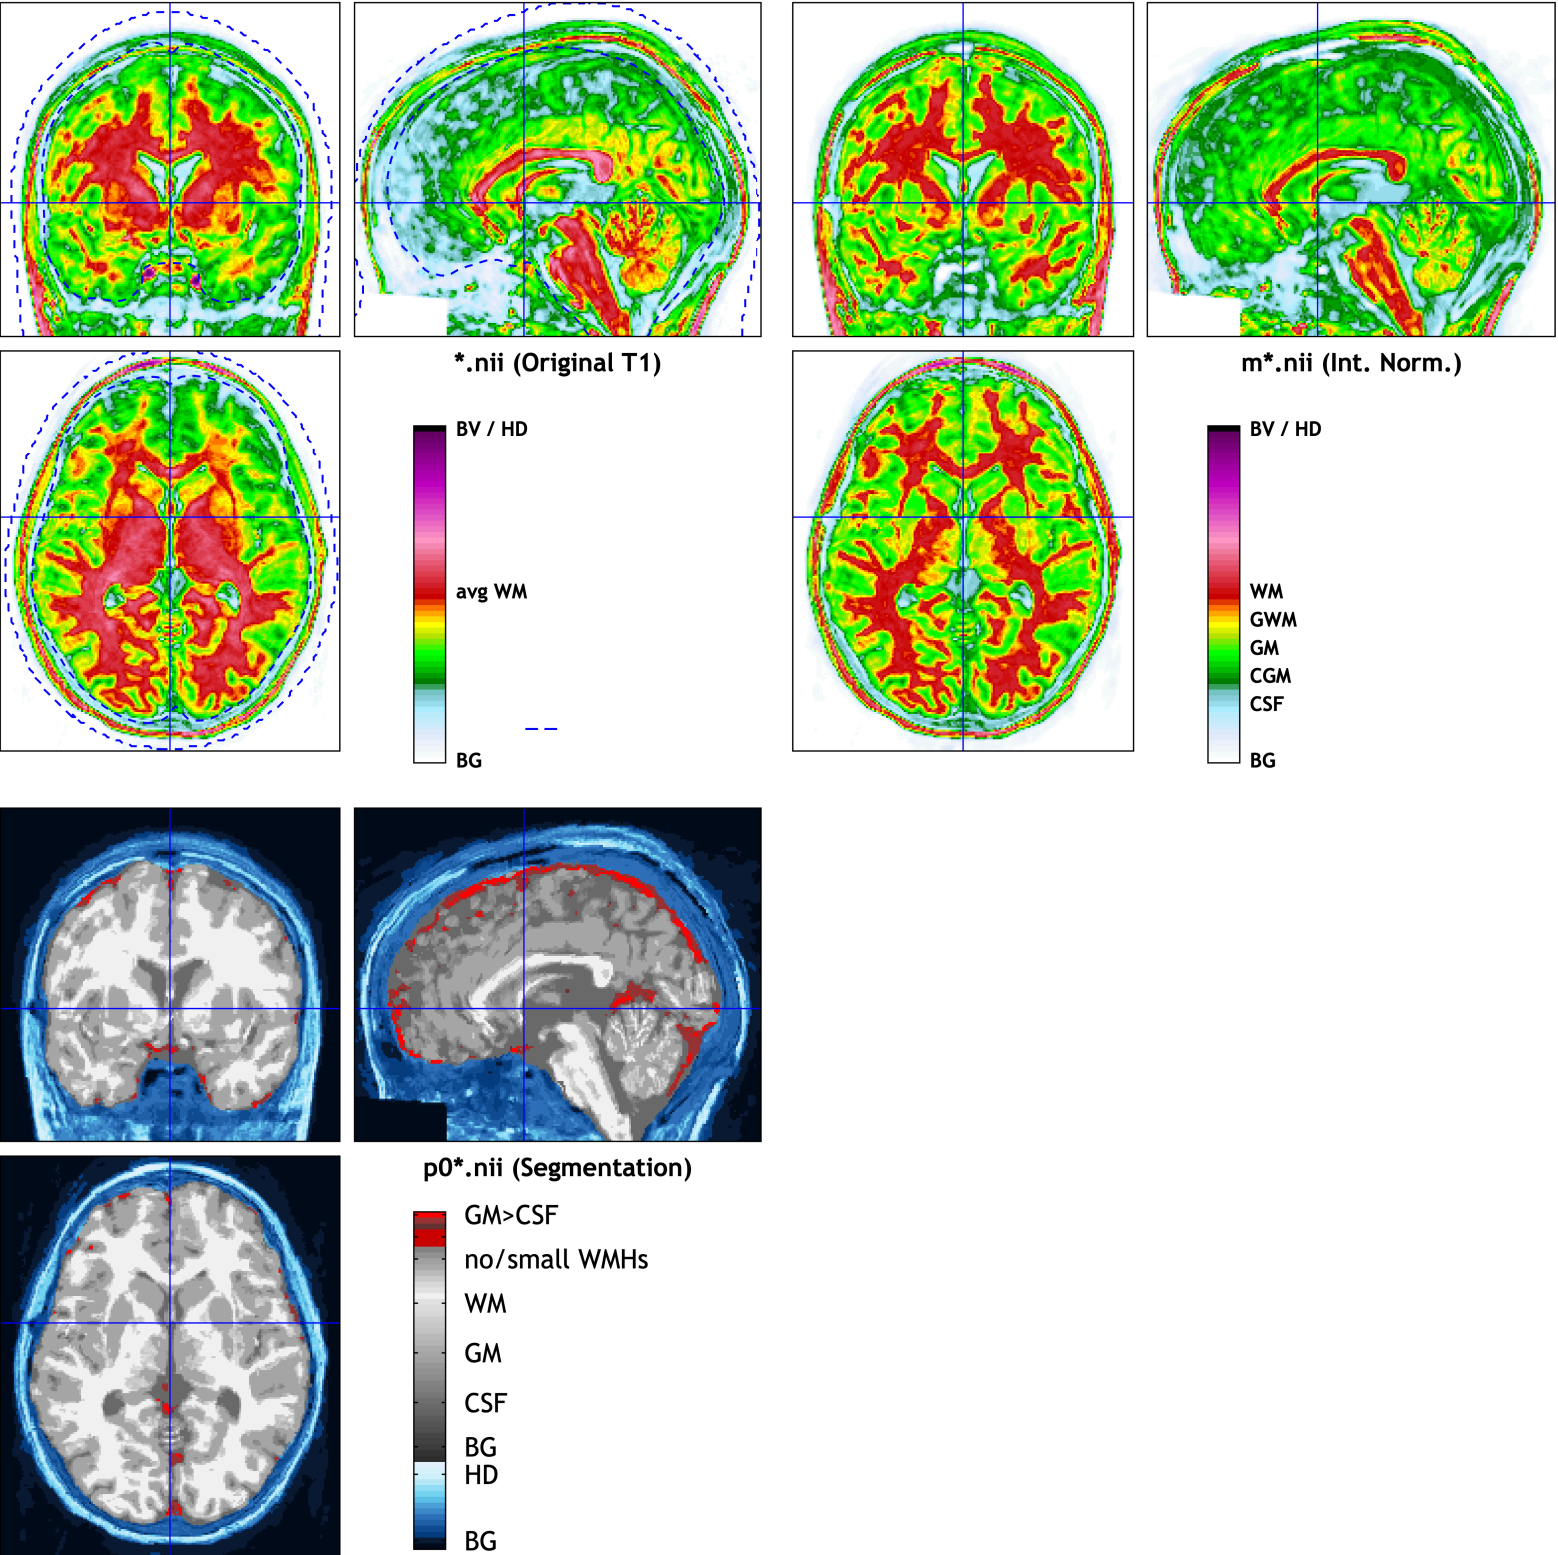 *.nii (Original T1)
BV / HD
avg WM
BG
m*.nii (Int. Norm.)
BV / HD
WM
GWM
GM
CGM
CSF
BG
p0*.nii (Segmentation)
GM>CSF
no/small WMHs
WM
GM
CSF
BG
HD
BG